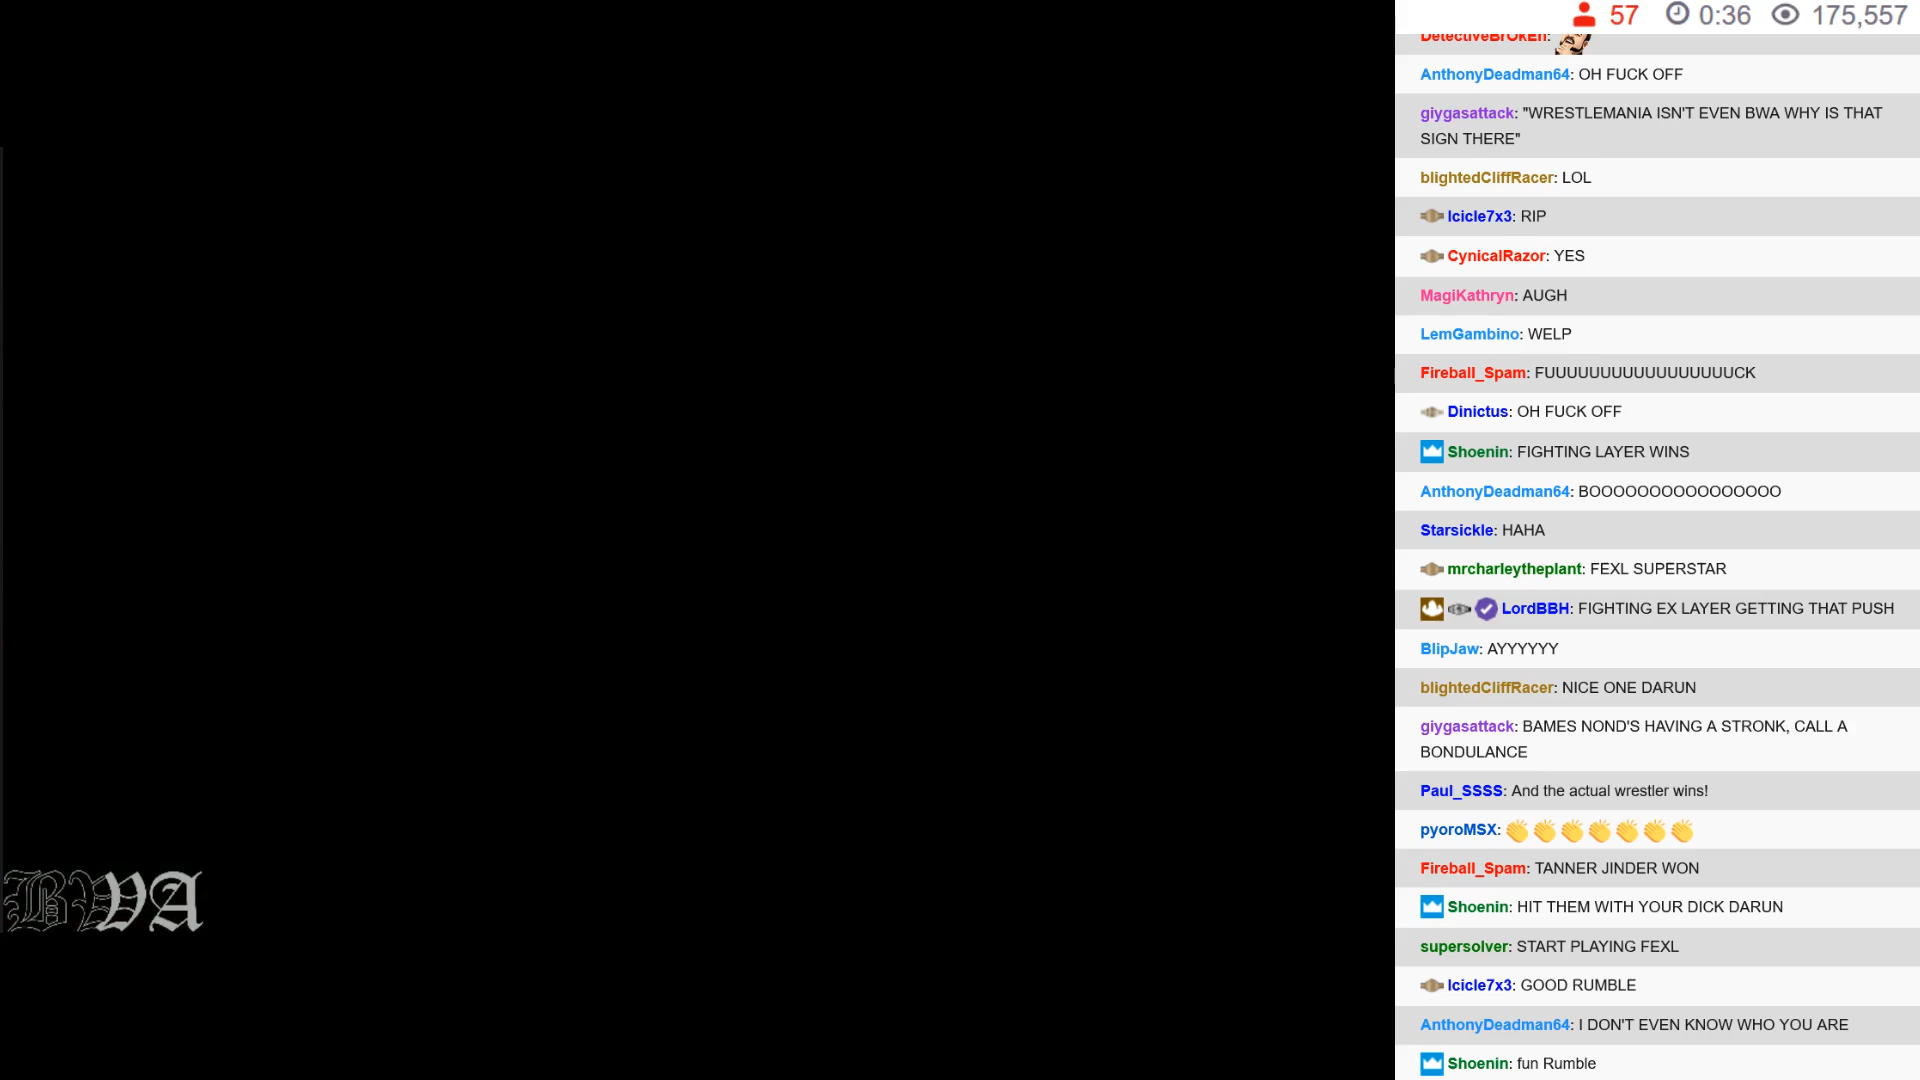 57 0:36 175,557
DetectiveBrOkEn:
AnthonyDeadman64: OH FUCK OFF
giygasattack: "WRESTLEMANIA ISN'T EVEN BWA WHY IS THAT
SIGN THERE"
blightedCliffRacer: LOL
Icicle7x3: RIP
CynicalRazor: YES
MagiKathryn: AUGH
LemGambino: WELP
Fireball_Spam: FUUUUUUUUUUUUUUUUUCK
Dinictus: OH FUCK OFF
Shoenin: FIGHTING LAYER WINS
AnthonyDeadman64: BOOOOOOOOOOOOOOOO
Starsickle: HAHA
mrcharleytheplant: FEXL SUPERSTAR
LordBBH: FIGHTING EX LAYER GETTING THAT PUSH
BlipJaw: AYYYYYY
blightedCliffRacer: NICE ONE DARUN
giygasattack: BAMES NOND'S HAVING A STRONK, CALL A
BONDULANCE
Paul_SSSS: And the actual wrestler wins!
pyoroMSX: 👏👏👏👏👏👏👏
Fireball_Spam: TANNER JINDER WON
BWA
Shoenin: HIT THEM WITH YOUR DICK DARUN
supersolver: START PLAYING FEXL
Icicle7x3: GOOD RUMBLE
AnthonyDeadman64: I DON'T EVEN KNOW WHO YOU ARE
Shoenin: fun Rumble